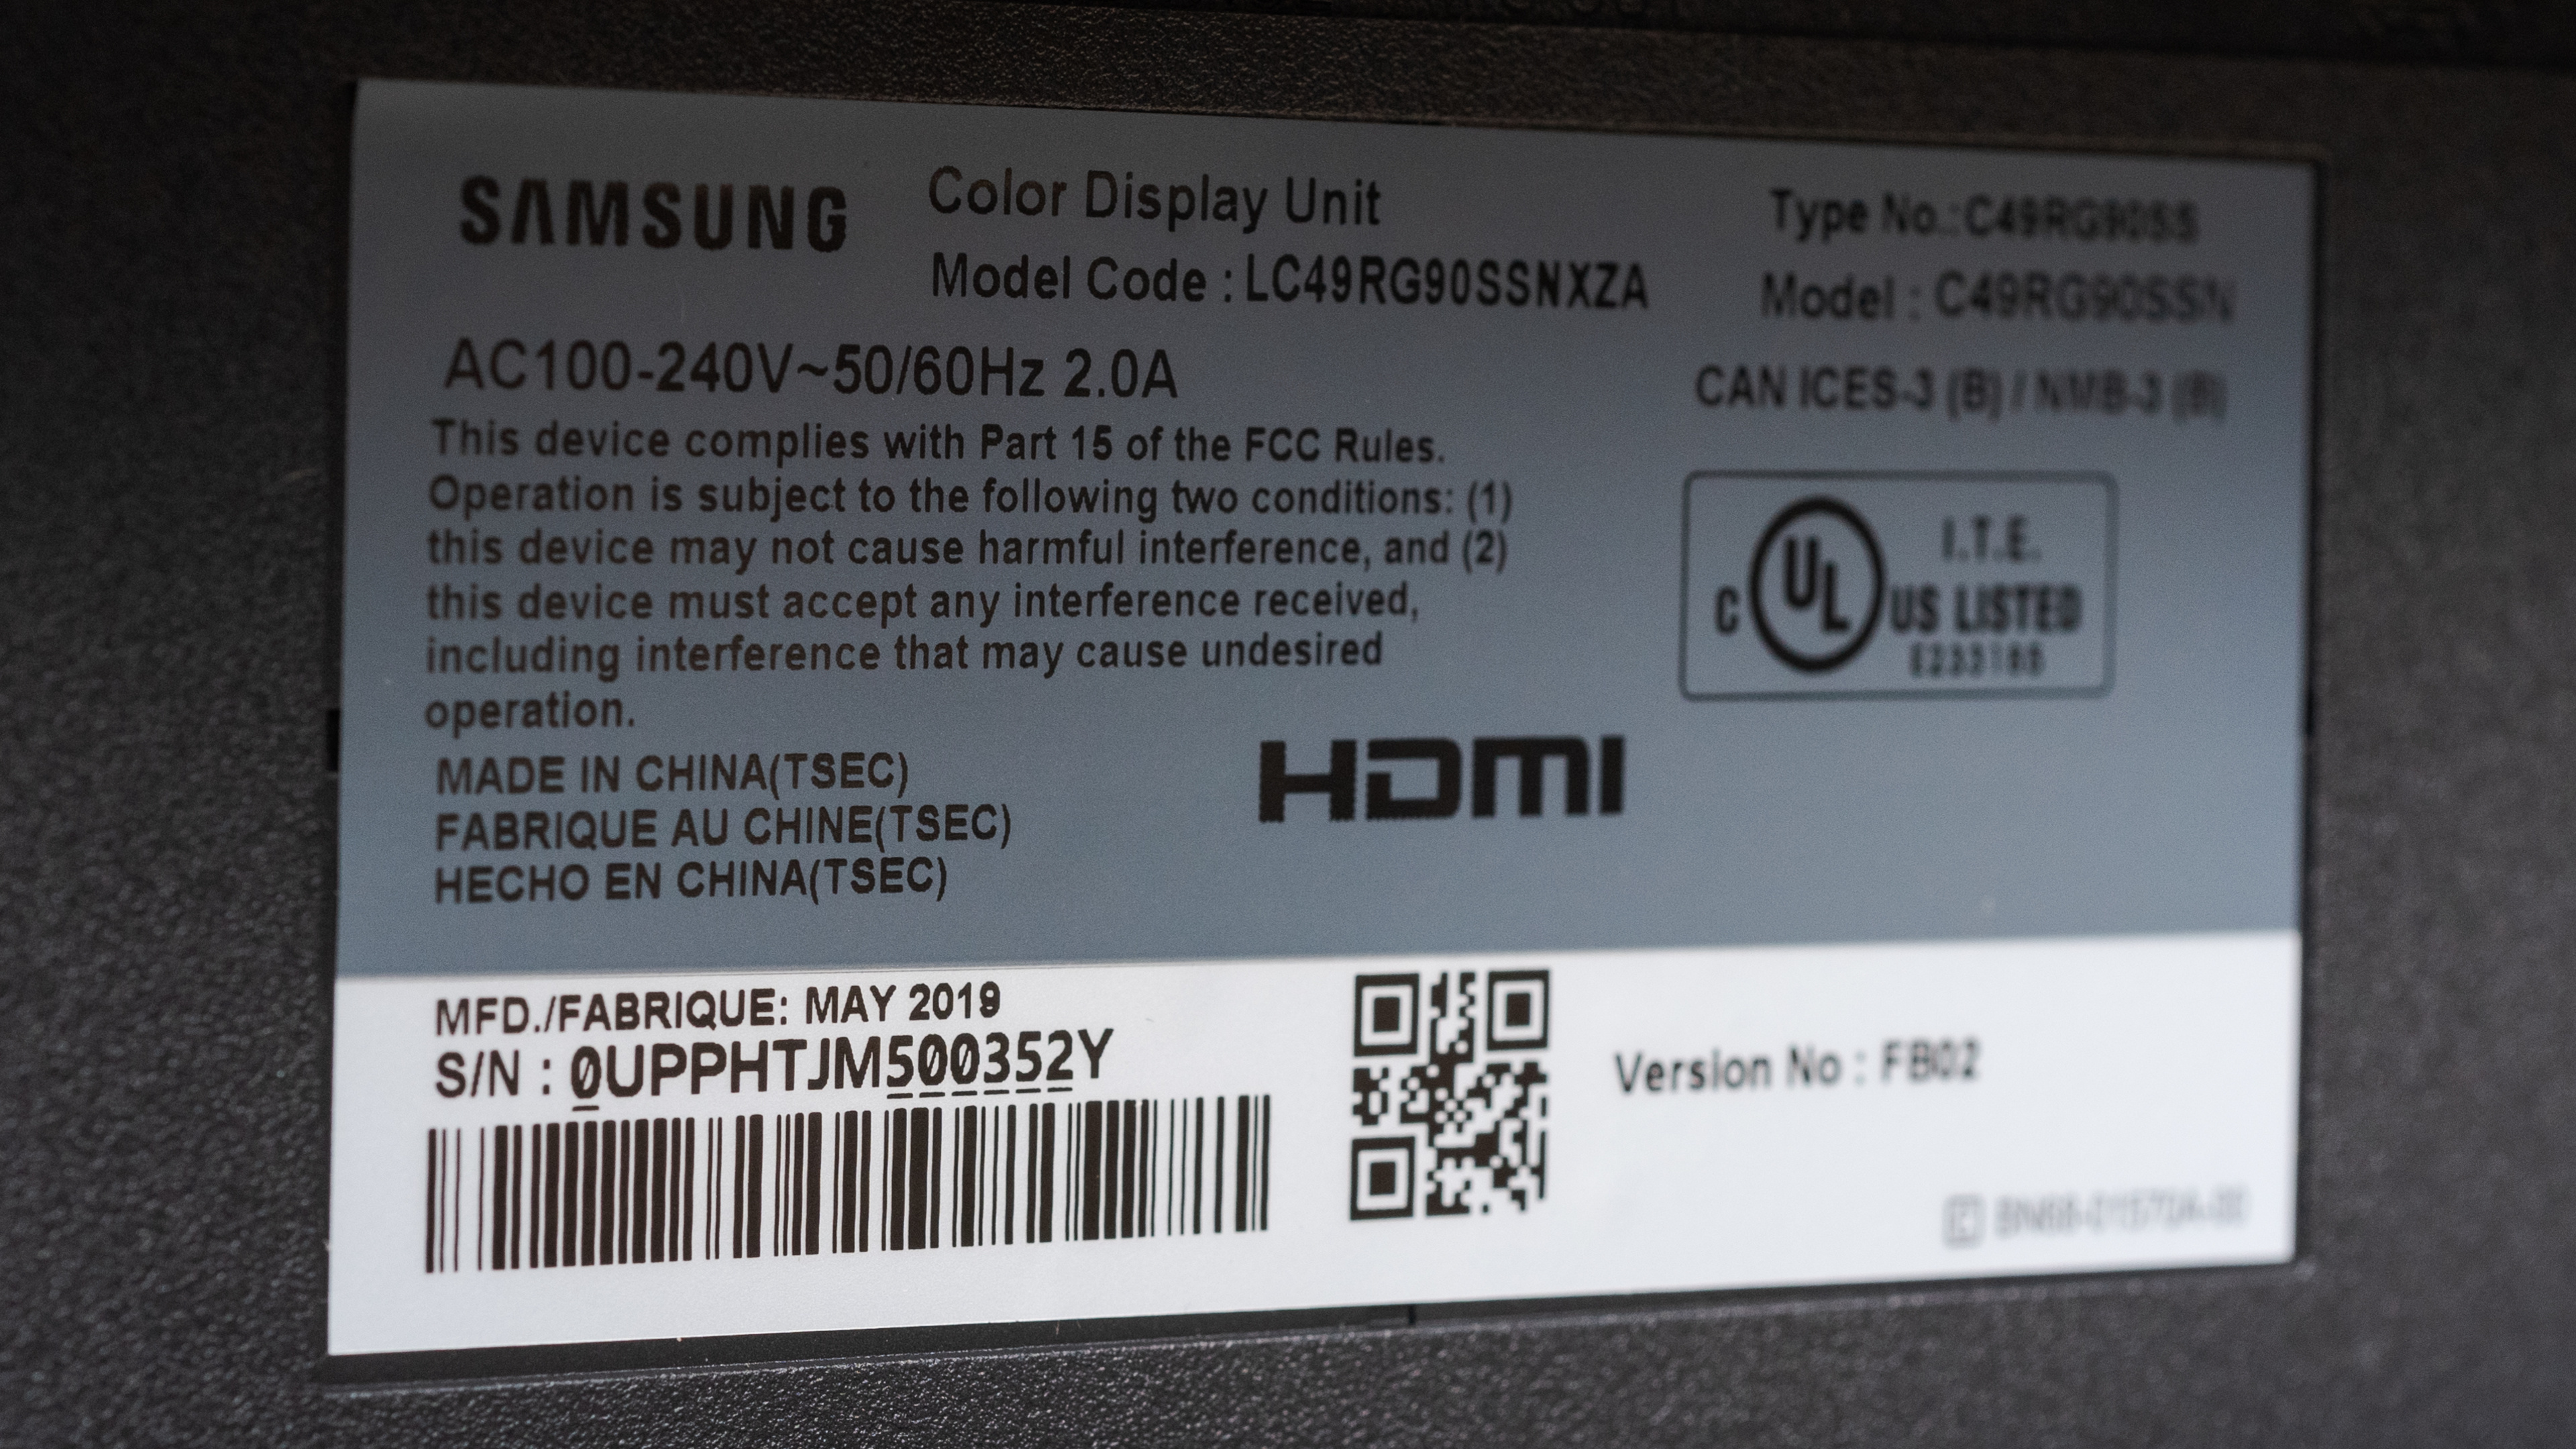 SAMSUNG
Color Display Unit
Model Code : LC49RG90SSNXZA
Type No.:C49RG90SS
Model : C49RG90SSN
AC100-240V~50/60Hz 2.0A
CAN ICES-3 (B) / NMB-3 (B)
This device complies with Part 15 of the FCC Rules.
Operation is subject to the following two conditions: (1)
this device may not cause harmful interference, and (2)
this device must accept any interference received,
including interference that may cause undesired
operation.
C UL US LISTED
I.T.E.
MADE IN CHINA(TSEC)
FABRIQUE AU CHINE(TSEC)
HECHO EN CHINA(TSEC)
HDMI
MFD./FABRIQUE: MAY 2019
S/N : 0UPPHTJM500352Y
Version No : FB02